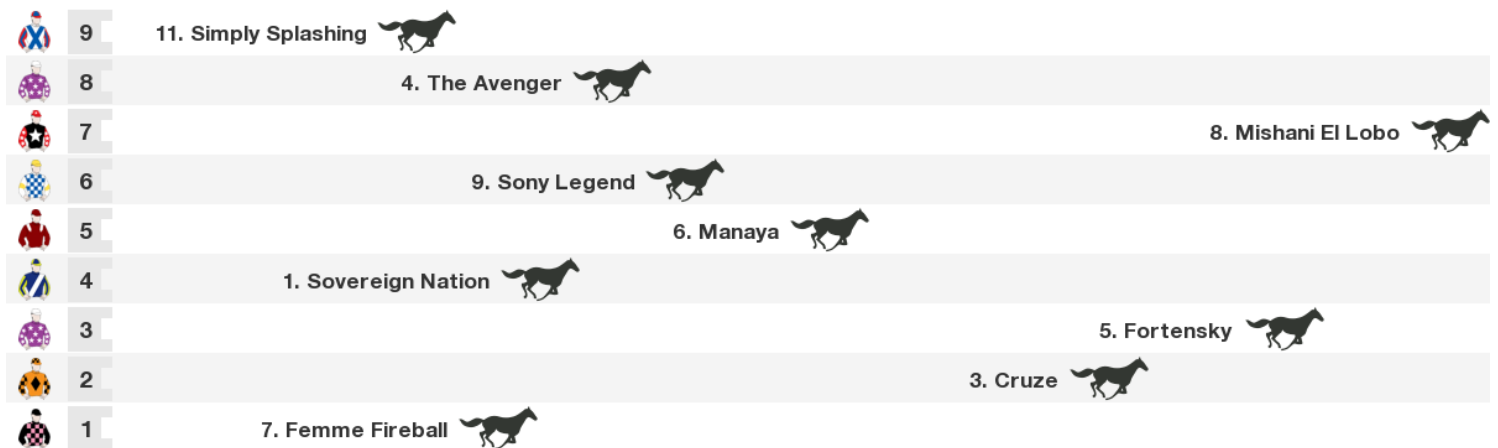 9 11. Simply Splashing
8 4. The Avenger
7 8. Mishani El Lobo
6 9. Sony Legend
5 6. Manaya
4 1. Sovereign Nation
3 5. Fortensky
2 3. Cruze
1 7. Femme Fireball